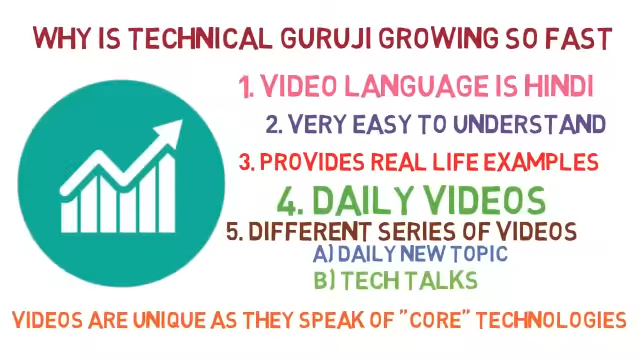 WHY IS TECHNICAL GURUJI GROWING SO FAST
1. VIDEO LANGUAGE IS HINDI
2. VERY EASY TO UNDERSTAND
3. PROVIDES REAL LIFE EXAMPLES
4. DAILY VIDEOS
5. DIFFERENT SERIES OF VIDEOS
A) DAILY NEW TOPIC
B) TECH TALKS
VIDEOS ARE UNIQUE AS THEY SPEAK OF "CORE" TECHNOLOGIES